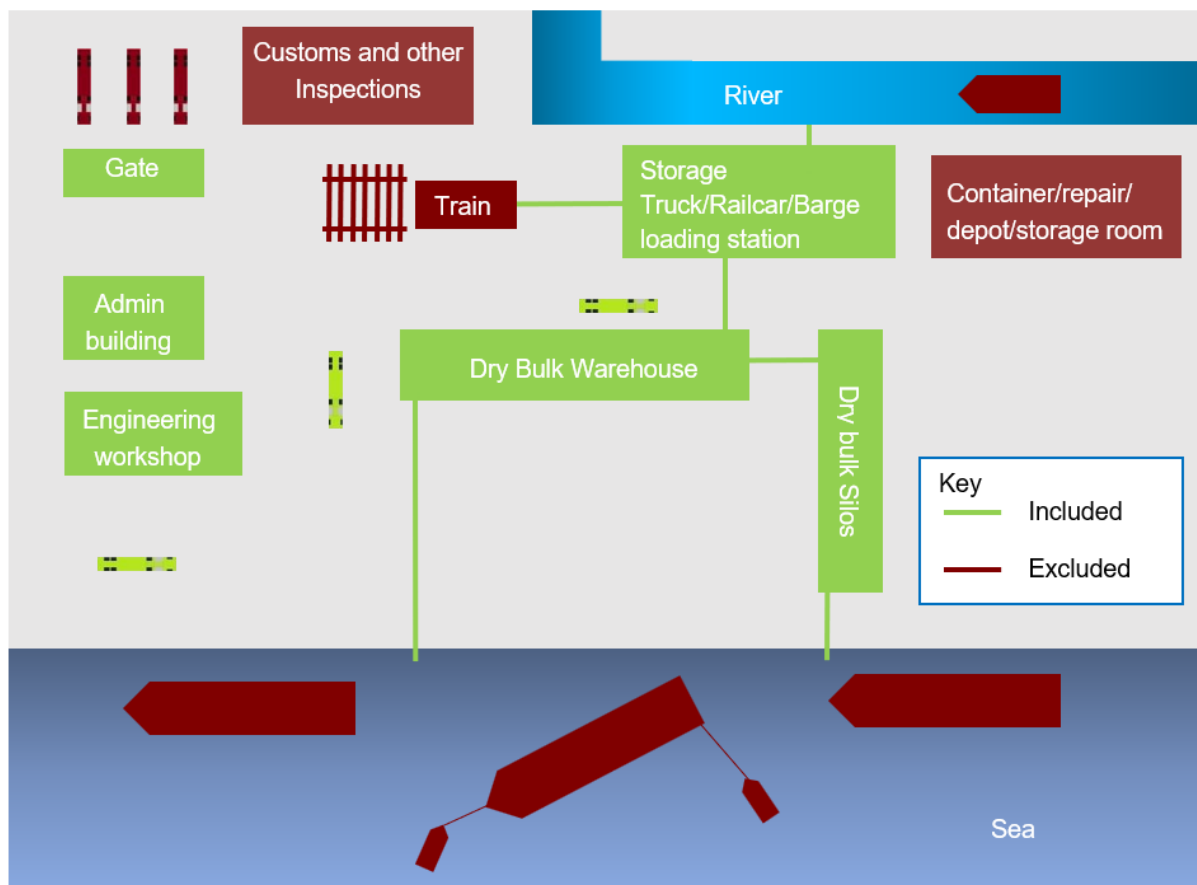 Customs and other
Inspections
River
Gate
Storage
Truck/Railcar/Barge
loading station
Container/repair/
depot/storage room
Train
Admin
building
Dry Bulk Warehouse
Dry bulk Silos
Engineering
workshop
Key
Included
Excluded
Sea